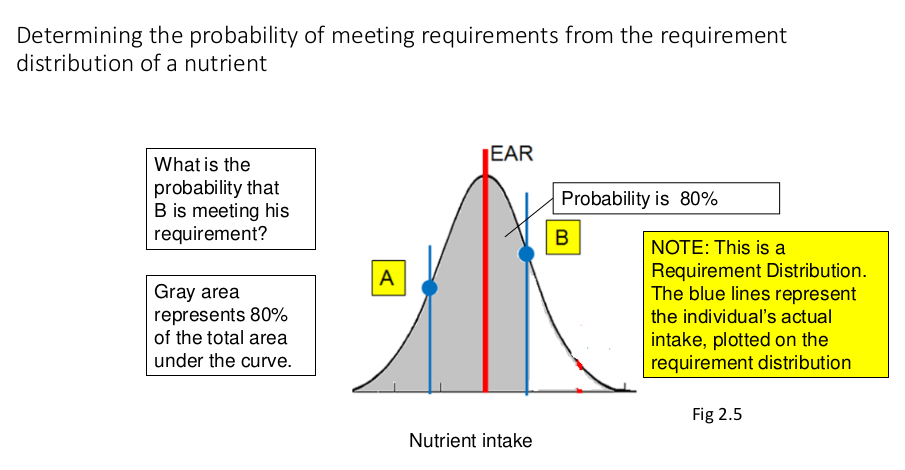 Determining the probability of meeting requirements from the requirement
distribution of a nutrient
EAR
What is the
probability that
B is meeting his
requirement?
Probability is 80%
B
NOTE: This is a
Requirement Distribution.
The blue lines represent
the individual's actual
intake, plotted on the
requirement distribution
A
Gray area
represents 80%
of the total area
under the curve.
Fig 2.5
Nutrient intake